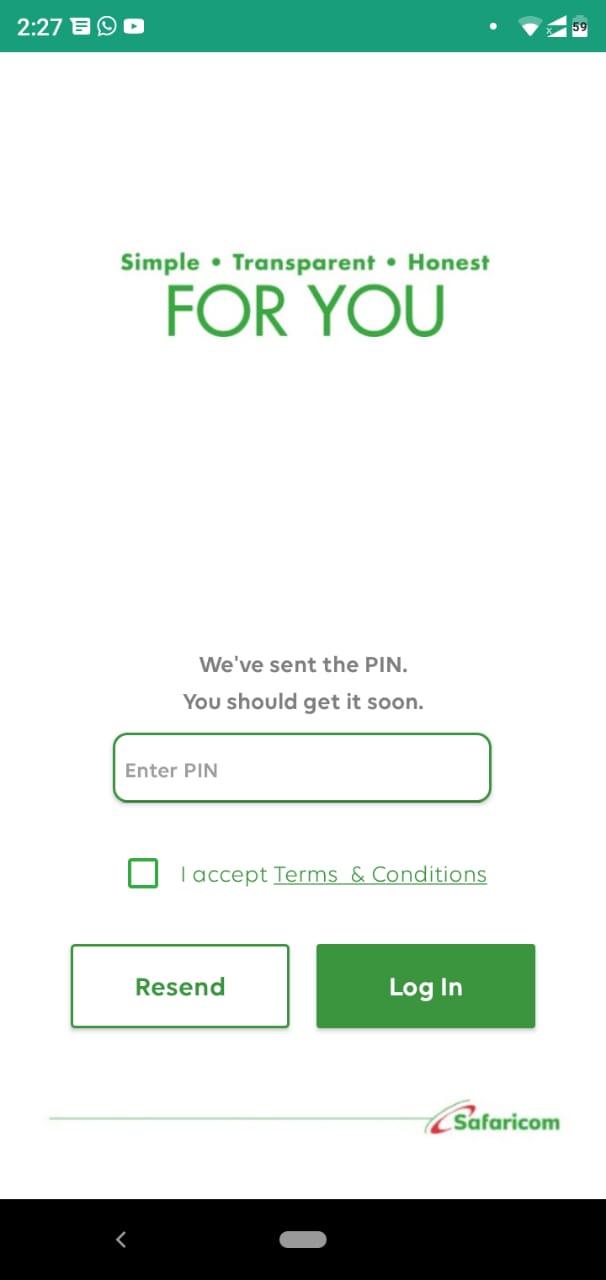 2:27
59
Simple • Transparent • Honest
FOR YOU
We've sent the PIN.
You should get it soon.
Enter PIN
I accept Terms & Conditions
Resend
Log In
Safaricom